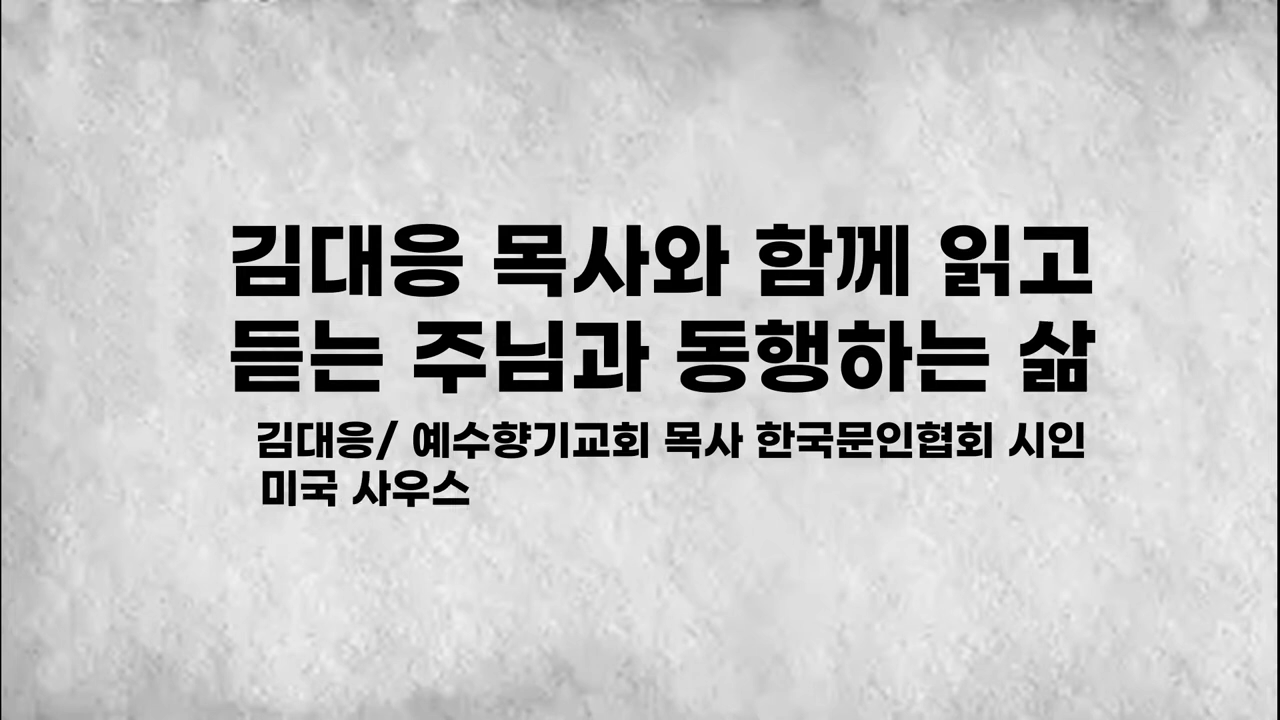 김대응 목사와 함께 읽고
듣는 주님과 동행하는 삶
김대응/ 예수향기교회 목사 한국문인협회 시인
미국 사우스